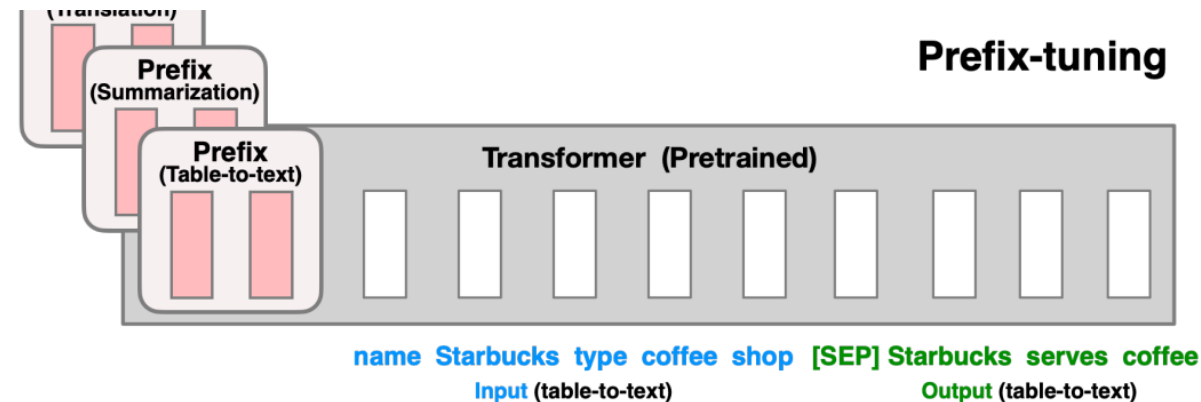 (Translation)
Prefix-tuning
Prefix
(Summarization)
Prefix
(Table-to-text)
Transformer (Pretrained)
name Starbucks type coffee shop [SEP] Starbucks serves coffee
Input (table-to-text)
Output (table-to-text)